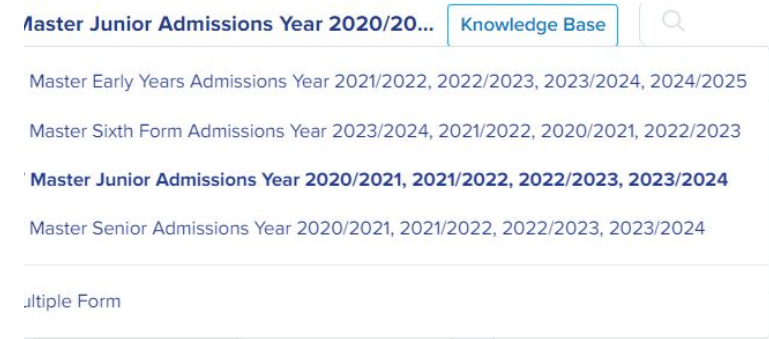 Master Junior Admissions Year 2020/20... Knowledge Base
Master Early Years Admissions Year 2021/2022, 2022/2023, 2023/2024, 2024/2025
Master Sixth Form Admissions Year 2023/2024, 2021/2022, 2020/2021, 2022/2023
Master Junior Admissions Year 2020/2021, 2021/2022, 2022/2023, 2023/2024
Master Senior Admissions Year 2020/2021, 2021/2022, 2022/2023, 2023/2024
ultiple Form